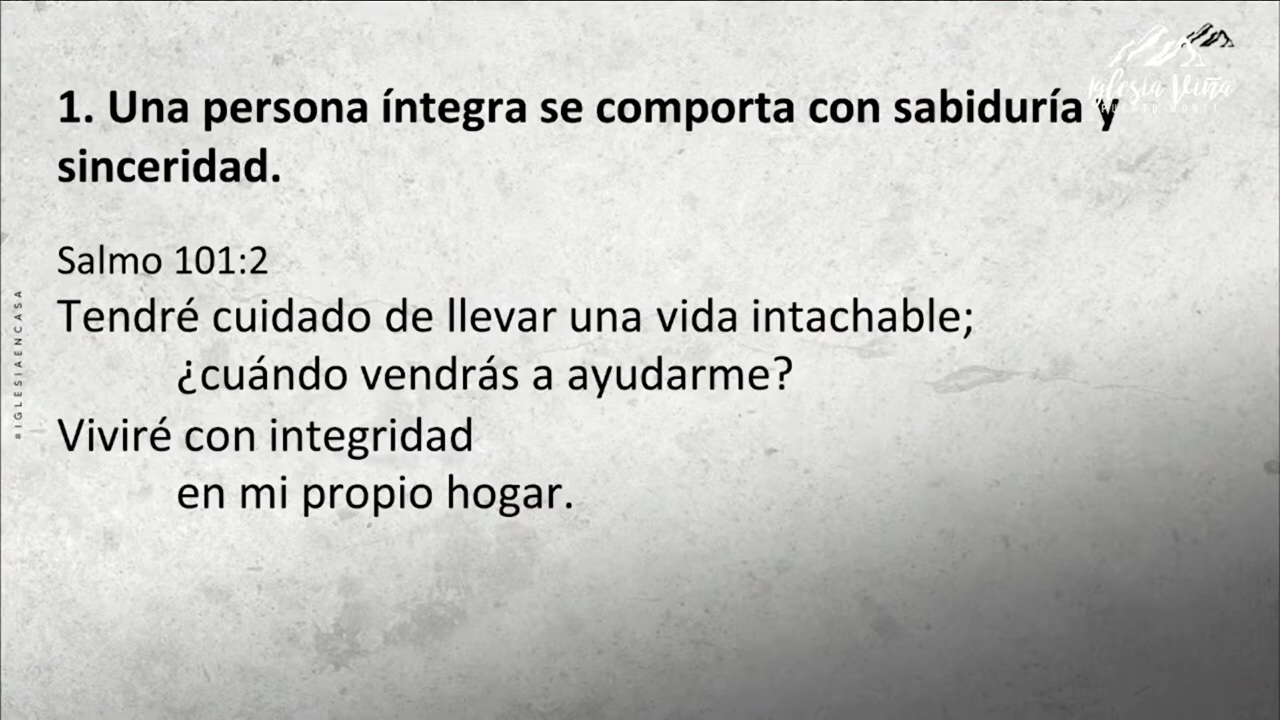 Iglesia Viña
1. Una persona íntegra se comporta con sabiduría y
sinceridad.
Salmo 101:2
Tendré cuidado de llevar una vida intachable;
¿cuándo vendrás a ayudarme?
Viviré con integridad
en mi propio hogar.
#IGLESIAENCASA